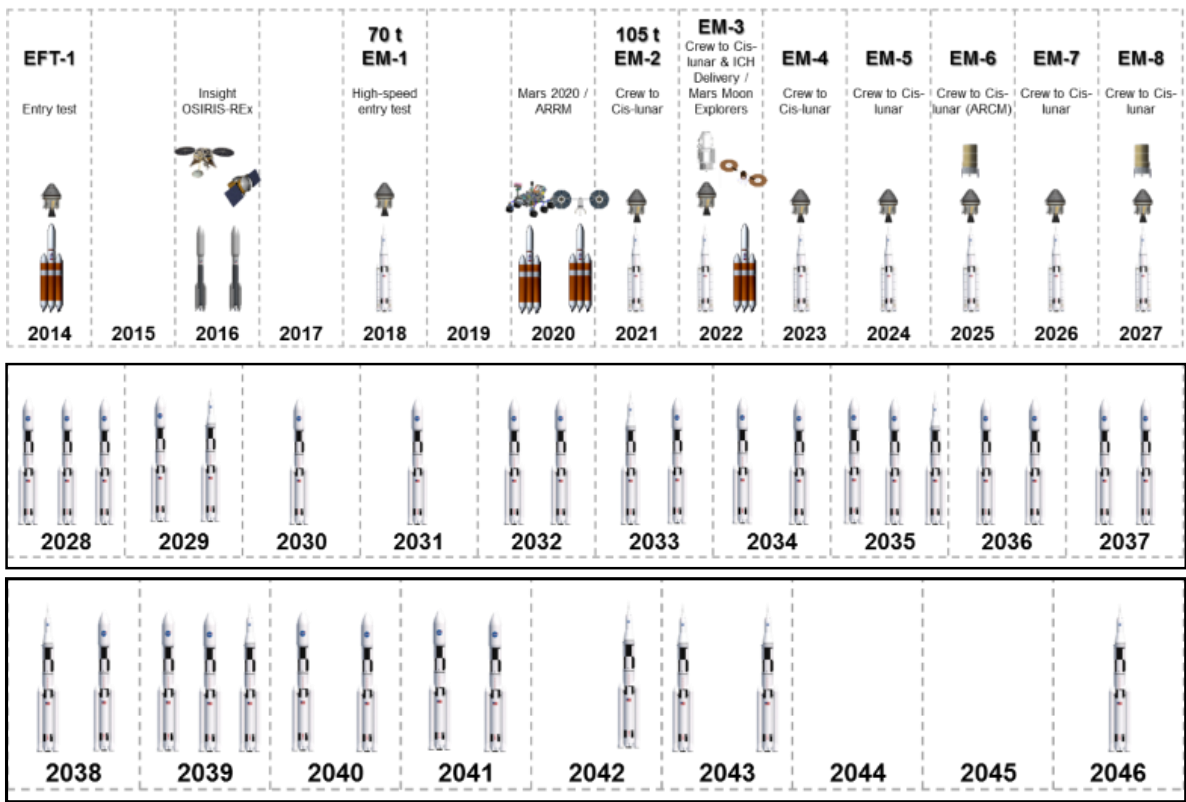 EFT-1
Entry test
Insight
OSIRIS-REx
70 t
EM-1
High-speed
entry test
Mars 2020 /
ARRM
105 t
EM-2
Crew to
Cis-lunar
EM-3
Crew to Cis-
lunar & ICH
Delivery /
Mars Moon
Explorers
EM-4
Crew to
Cis-lunar
EM-5
Crew to Cis-
lunar
EM-6
Crew to Cis-
lunar (ARCM)
EM-7
Crew to Cis-
lunar
EM-8
Crew to Cis-
lunar
2014 2015 2016 2017 2018 2019 2020 2021 2022 2023 2024 2025 2026 2027
2028 2029 2030 2031 2032 2033 2034 2035 2036 2037
2038 2039 2040 2041 2042 2043 2044 2045 2046